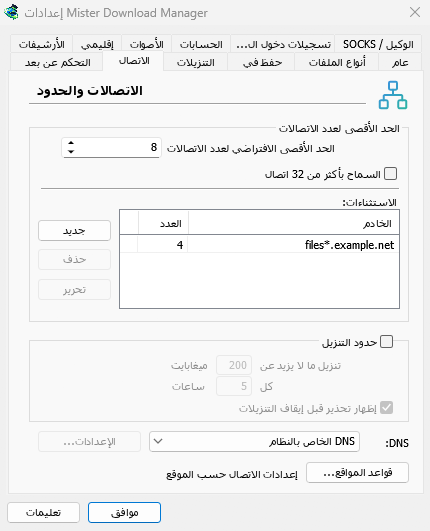 إعدادات Mister Download Manager
الوكيل / SOCKS
تسجيلات دخول ال...
الحسابات
الأصوات
إقليمي
الأرشيفات
عام
أنواع الملفات
حفظ في
التنزيلات
الاتصال
التحكم عن بعد
الاتصالات والحدود
الحد الأقصى لعدد الاتصالات
الحد الأقصى الافتراضي لعدد الاتصالات 8
السماح بأكثر من 32 اتصال
الاستثناءات:
الخادم العدد
files*.example.net 4
جديد
حذف
تحرير
حدود التنزيل
تنزيل ما لا يزيد عن 200 ميغابايت
كل 5 ساعات
إظهار تحذير قبل إيقاف التنزيلات
DNS: DNS الخاص بالنظام الإعدادات...
قواعد المواقع... إعدادات الاتصال حسب الموقع
موافق
تعليمات